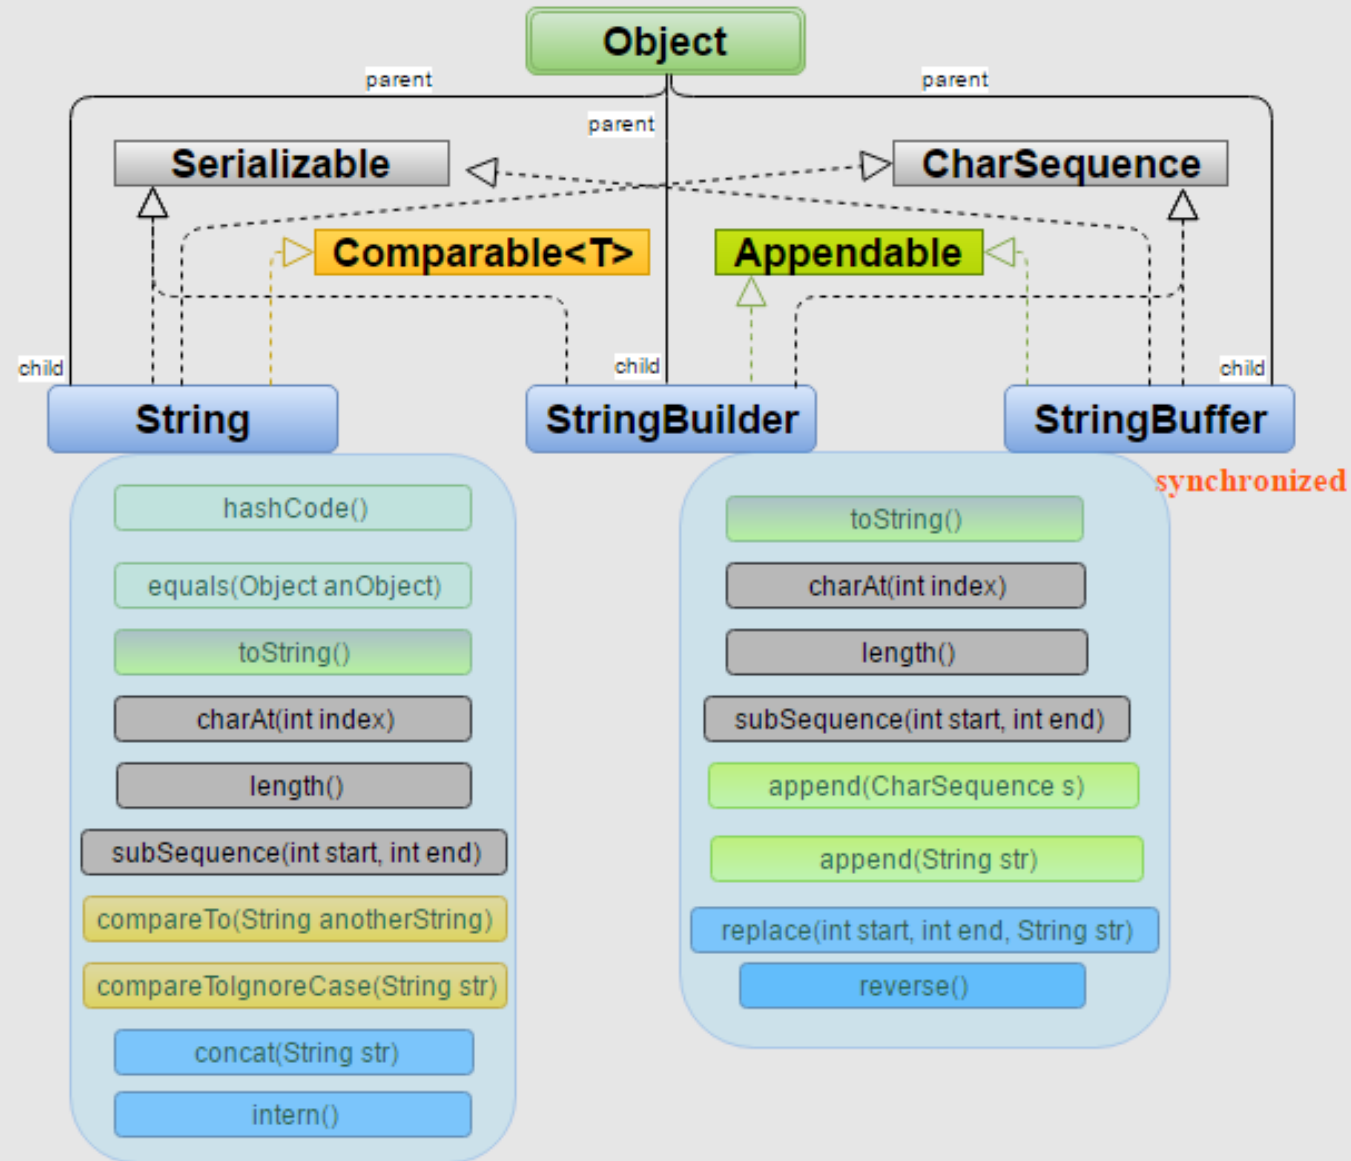 Object
parent
parent
parent
Serializable
CharSequence
Comparable<T>
Appendable
child
child
child
String
StringBuilder
StringBuffer
synchronized
hashCode()
equals(Object anObject)
toString()
charAt(int index)
length()
subSequence(int start, int end)
compareTo(String anotherString)
compareToIgnoreCase(String str)
concat(String str)
intern()
toString()
charAt(int index)
length()
subSequence(int start, int end)
append(CharSequence s)
append(String str)
replace(int start, int end, String str)
reverse()